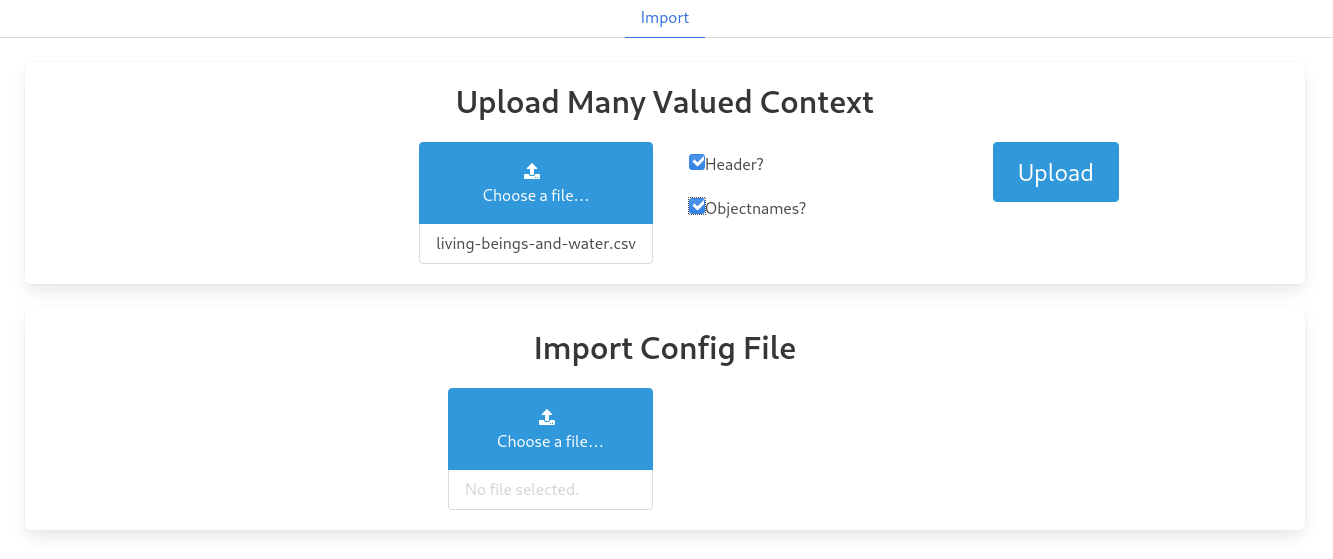 Import
Upload Many Valued Context
Choose a file…
Header?
Upload
Objectnames?
living-beings-and-water.csv
Import Config File
Choose a file…
No file selected.